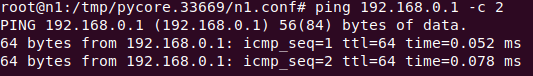 root@n1:/tmp/pycore.33669/n1.conf# ping 192.168.0.1 -c 2
PING 192.168.0.1 (192.168.0.1) 56(84) bytes of data.
64 bytes from 192.168.0.1: icmp_seq=1 ttl=64 time=0.052 ms
64 bytes from 192.168.0.1: icmp_seq=2 ttl=64 time=0.078 ms